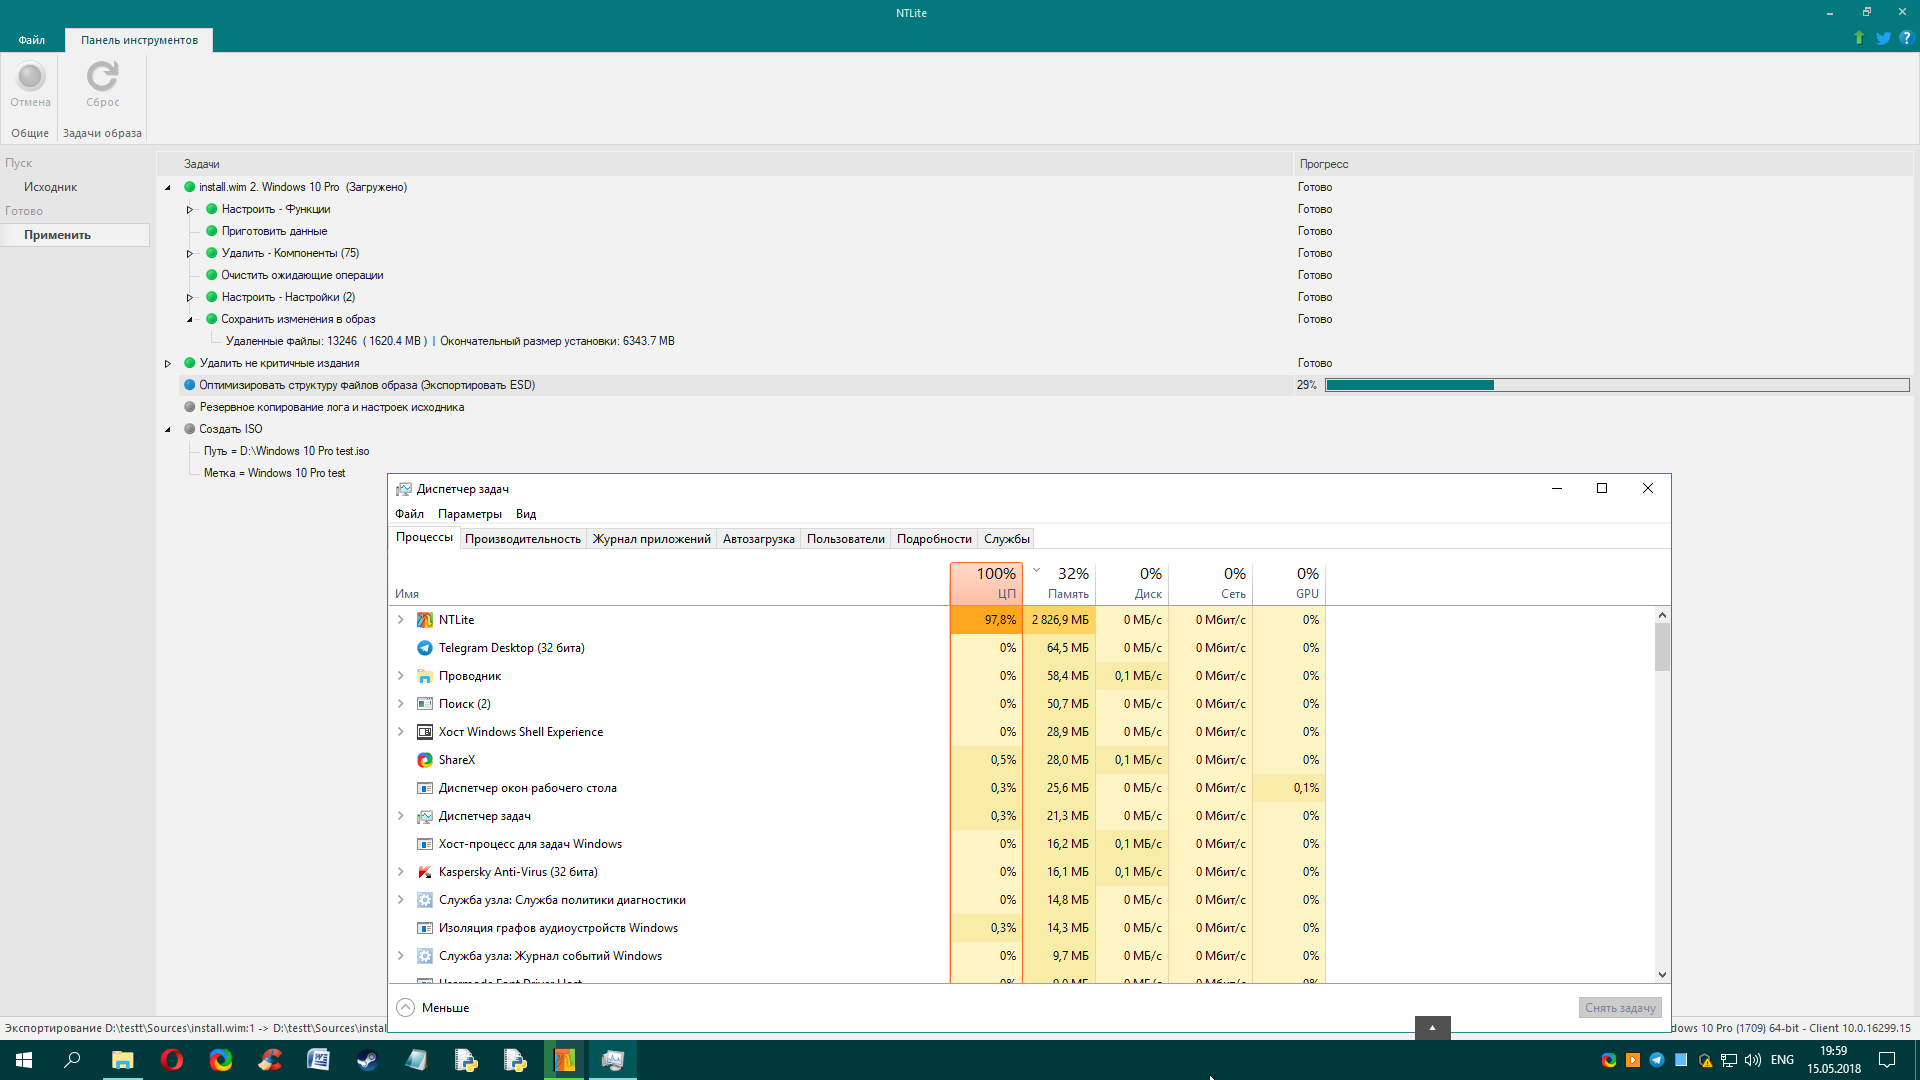 NTLite
Файл
Панель инструментов
Отмена
Сброс
Общие
Задачи образа
Пуск
Исходник
Готово
Применить
Задачи
Прогресс
install.wim 2. Windows 10 Pro (Загружено)
Готово
Настроить - Функции
Готово
Приготовить данные
Готово
Удалить - Компоненты (75)
Готово
Очистить ожидающие операции
Готово
Настроить - Настройки (2)
Готово
Сохранить изменения в образ
Готово
Удаленные файлы: 13246 ( 1620.4 MB ) | Окончательный размер установки: 6343.7 MB
Удалить не критичные издания
Готово
Оптимизировать структуру файлов образа (Экспортировать ESD)
29%
Резервное копирование лога и настроек исходника
Создать ISO
Путь = D:\Windows 10 Pro test.iso
Метка = Windows 10 Pro test
Диспетчер задач
Файл Параметры Вид
Процессы Производительность Журнал приложений Автозагрузка Пользователи Подробности Службы
100% 32% 0% 0% 0%
Имя ЦП Память Диск Сеть GPU
NTLite 97,8% 2 826,9 МБ 0 МБ/с 0 Мбит/с 0%
Telegram Desktop (32 бита) 0% 64,5 МБ 0 МБ/с 0 Мбит/с 0%
Проводник 0% 58,4 МБ 0,1 МБ/с 0 Мбит/с 0%
Поиск (2) 0% 50,7 МБ 0 МБ/с 0 Мбит/с 0%
Хост Windows Shell Experience 0% 28,9 МБ 0 МБ/с 0 Мбит/с 0%
ShareX 0,5% 28,0 МБ 0,1 МБ/с 0 Мбит/с 0%
Диспетчер окон рабочего стола 0,3% 25,6 МБ 0 МБ/с 0 Мбит/с 0,1%
Диспетчер задач 0,3% 21,3 МБ 0 МБ/с 0 Мбит/с 0%
Хост-процесс для задач Windows 0% 16,2 МБ 0,1 МБ/с 0 Мбит/с 0%
Kaspersky Anti-Virus (32 бита) 0% 16,1 МБ 0,1 МБ/с 0 Мбит/с 0%
Служба узла: Служба политики диагностики 0% 14,8 МБ 0 МБ/с 0 Мбит/с 0%
Изоляция графов аудиоустройств Windows 0,3% 14,3 МБ 0 МБ/с 0 Мбит/с 0%
Служба узла: Журнал событий Windows 0% 9,7 МБ 0 МБ/с 0 Мбит/с 0%
Меньше
Снять задачу
Экспортирование D:\testt\Sources\install.wim:1 -> D:\testt\Sources\instal
dows 10 Pro (1709) 64-bit - Client 10.0.16299.15
ENG
19:59
15.05.2018